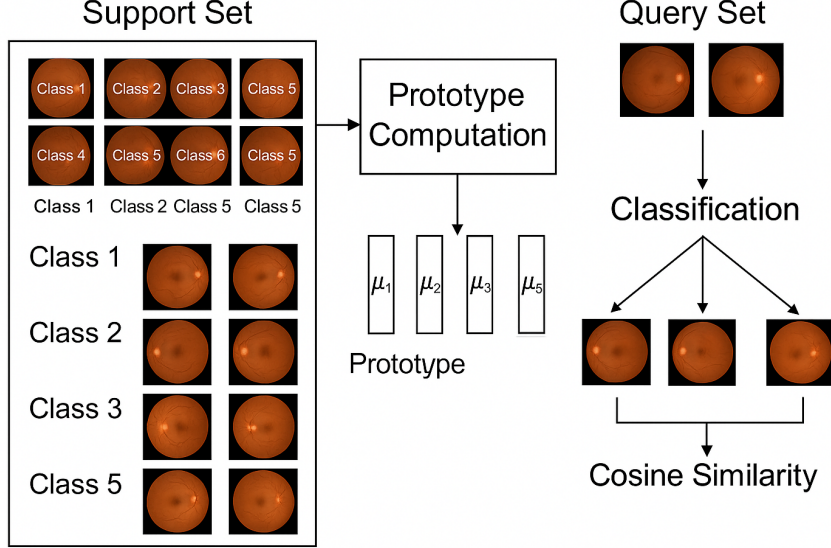 Support Set
Query Set
Class 1 Class 2 Class 3 Class 5
Class 4 Class 5 Class 6 Class 5
Class 1 Class 2 Class 5 Class 5
Class 1
Class 2
Class 3
Class 5
Prototype
Computation
μ1 μ2 μ3 μ5
Prototype
Classification
Cosine Similarity